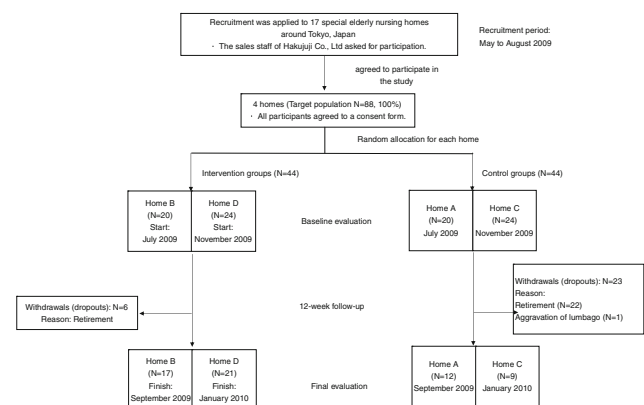 Recruitment was applied to 17 special elderly nursing homes
around Tokyo, Japan
・ The sales staff of Hakujuji Co., Ltd asked for participation.
Recruitment period:
May to August 2009
agreed to participate in
the study
4 homes (Target population N=88, 100%)
・ All participants agreed to a consent form.
Random allocation for each home
Intervention groups (N=44)
Control groups (N=44)
Home B
(N=20)
Start:
July 2009
Home D
(N=24)
Start:
November 2009
Baseline evaluation
Home A
(N=20)
July 2009
Home C
(N=24)
November 2009
Withdrawals (dropouts): N=6
Reason: Retirement
12-week follow-up
Withdrawals (dropouts): N=23
Reason:
Retirement (N=22)
Aggravation of lumbago (N=1)
Home B
(N=17)
Finish:
September 2009
Home D
(N=21)
Finish:
January 2010
Final evaluation
Home A
(N=12)
September 2009
Home C
(N=9)
January 2010